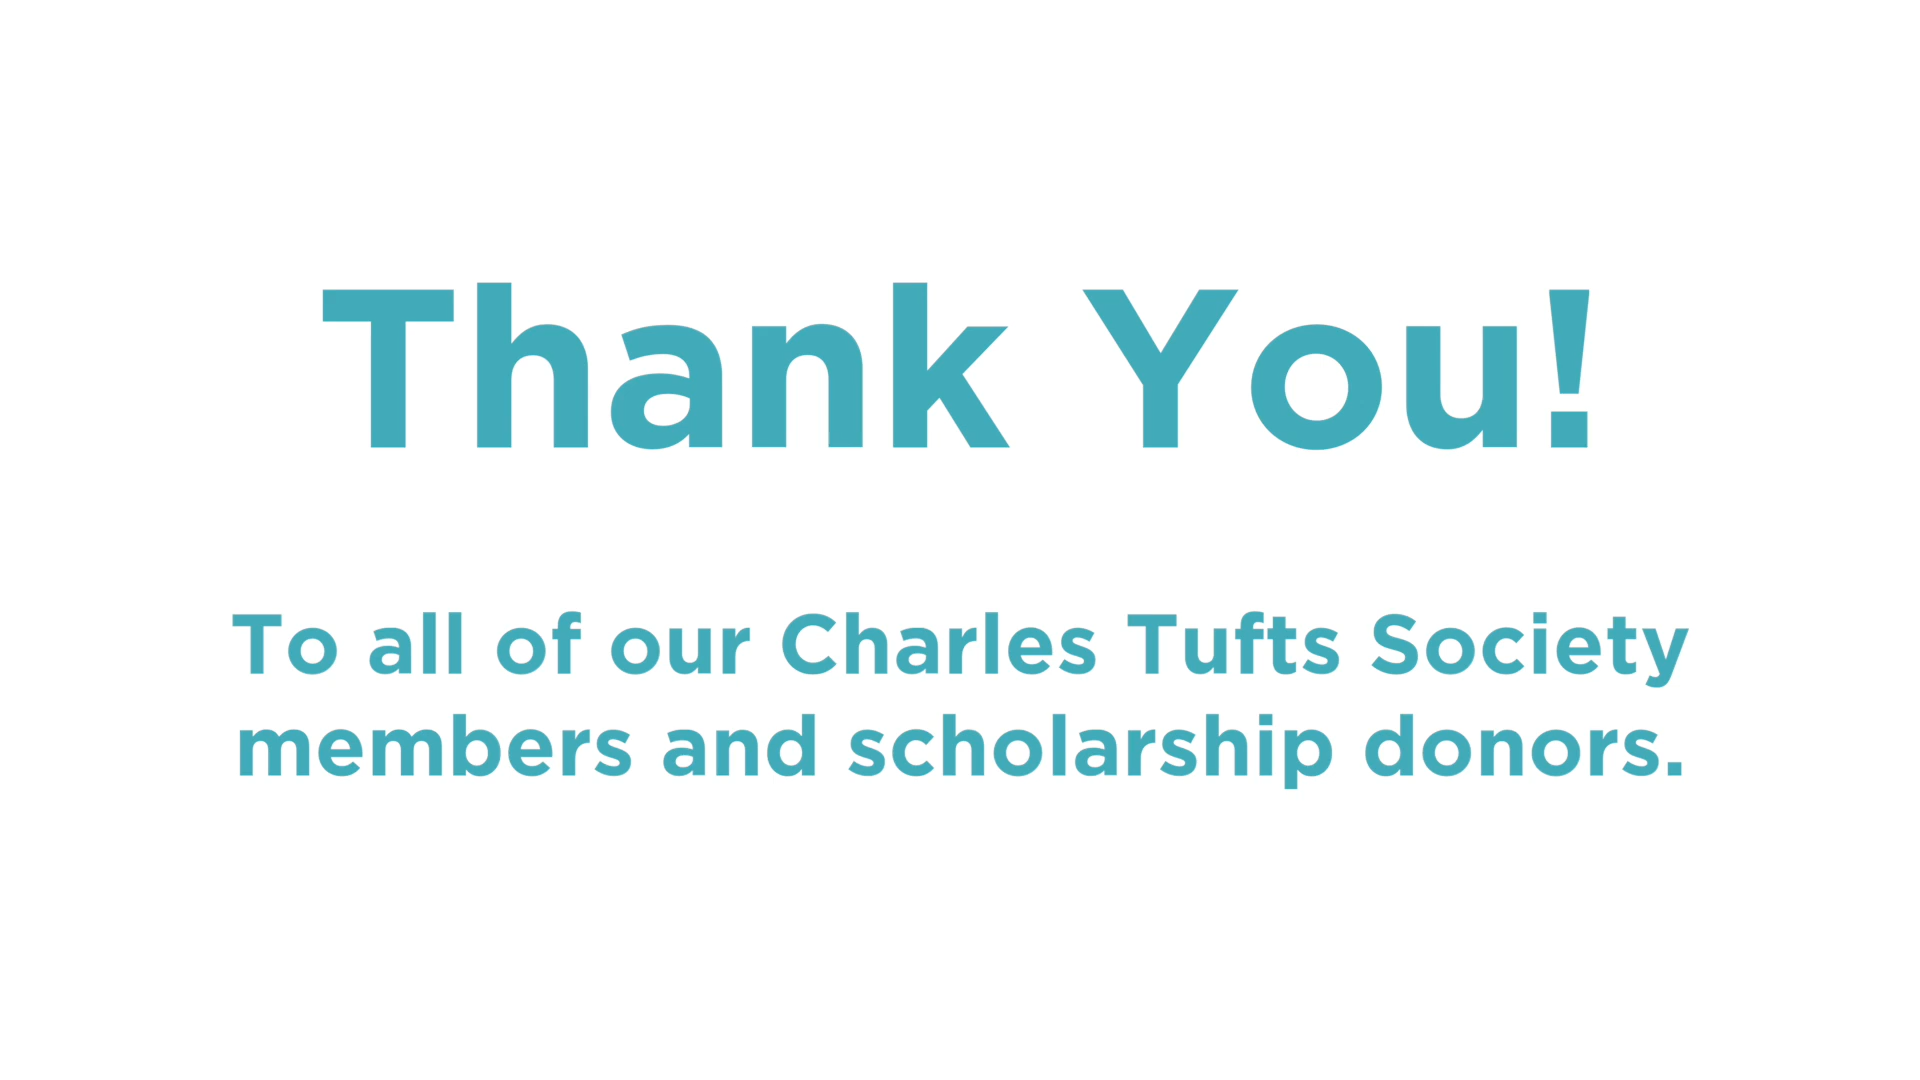 Thank You!
To all of our Charles Tufts Society
members and scholarship donors.